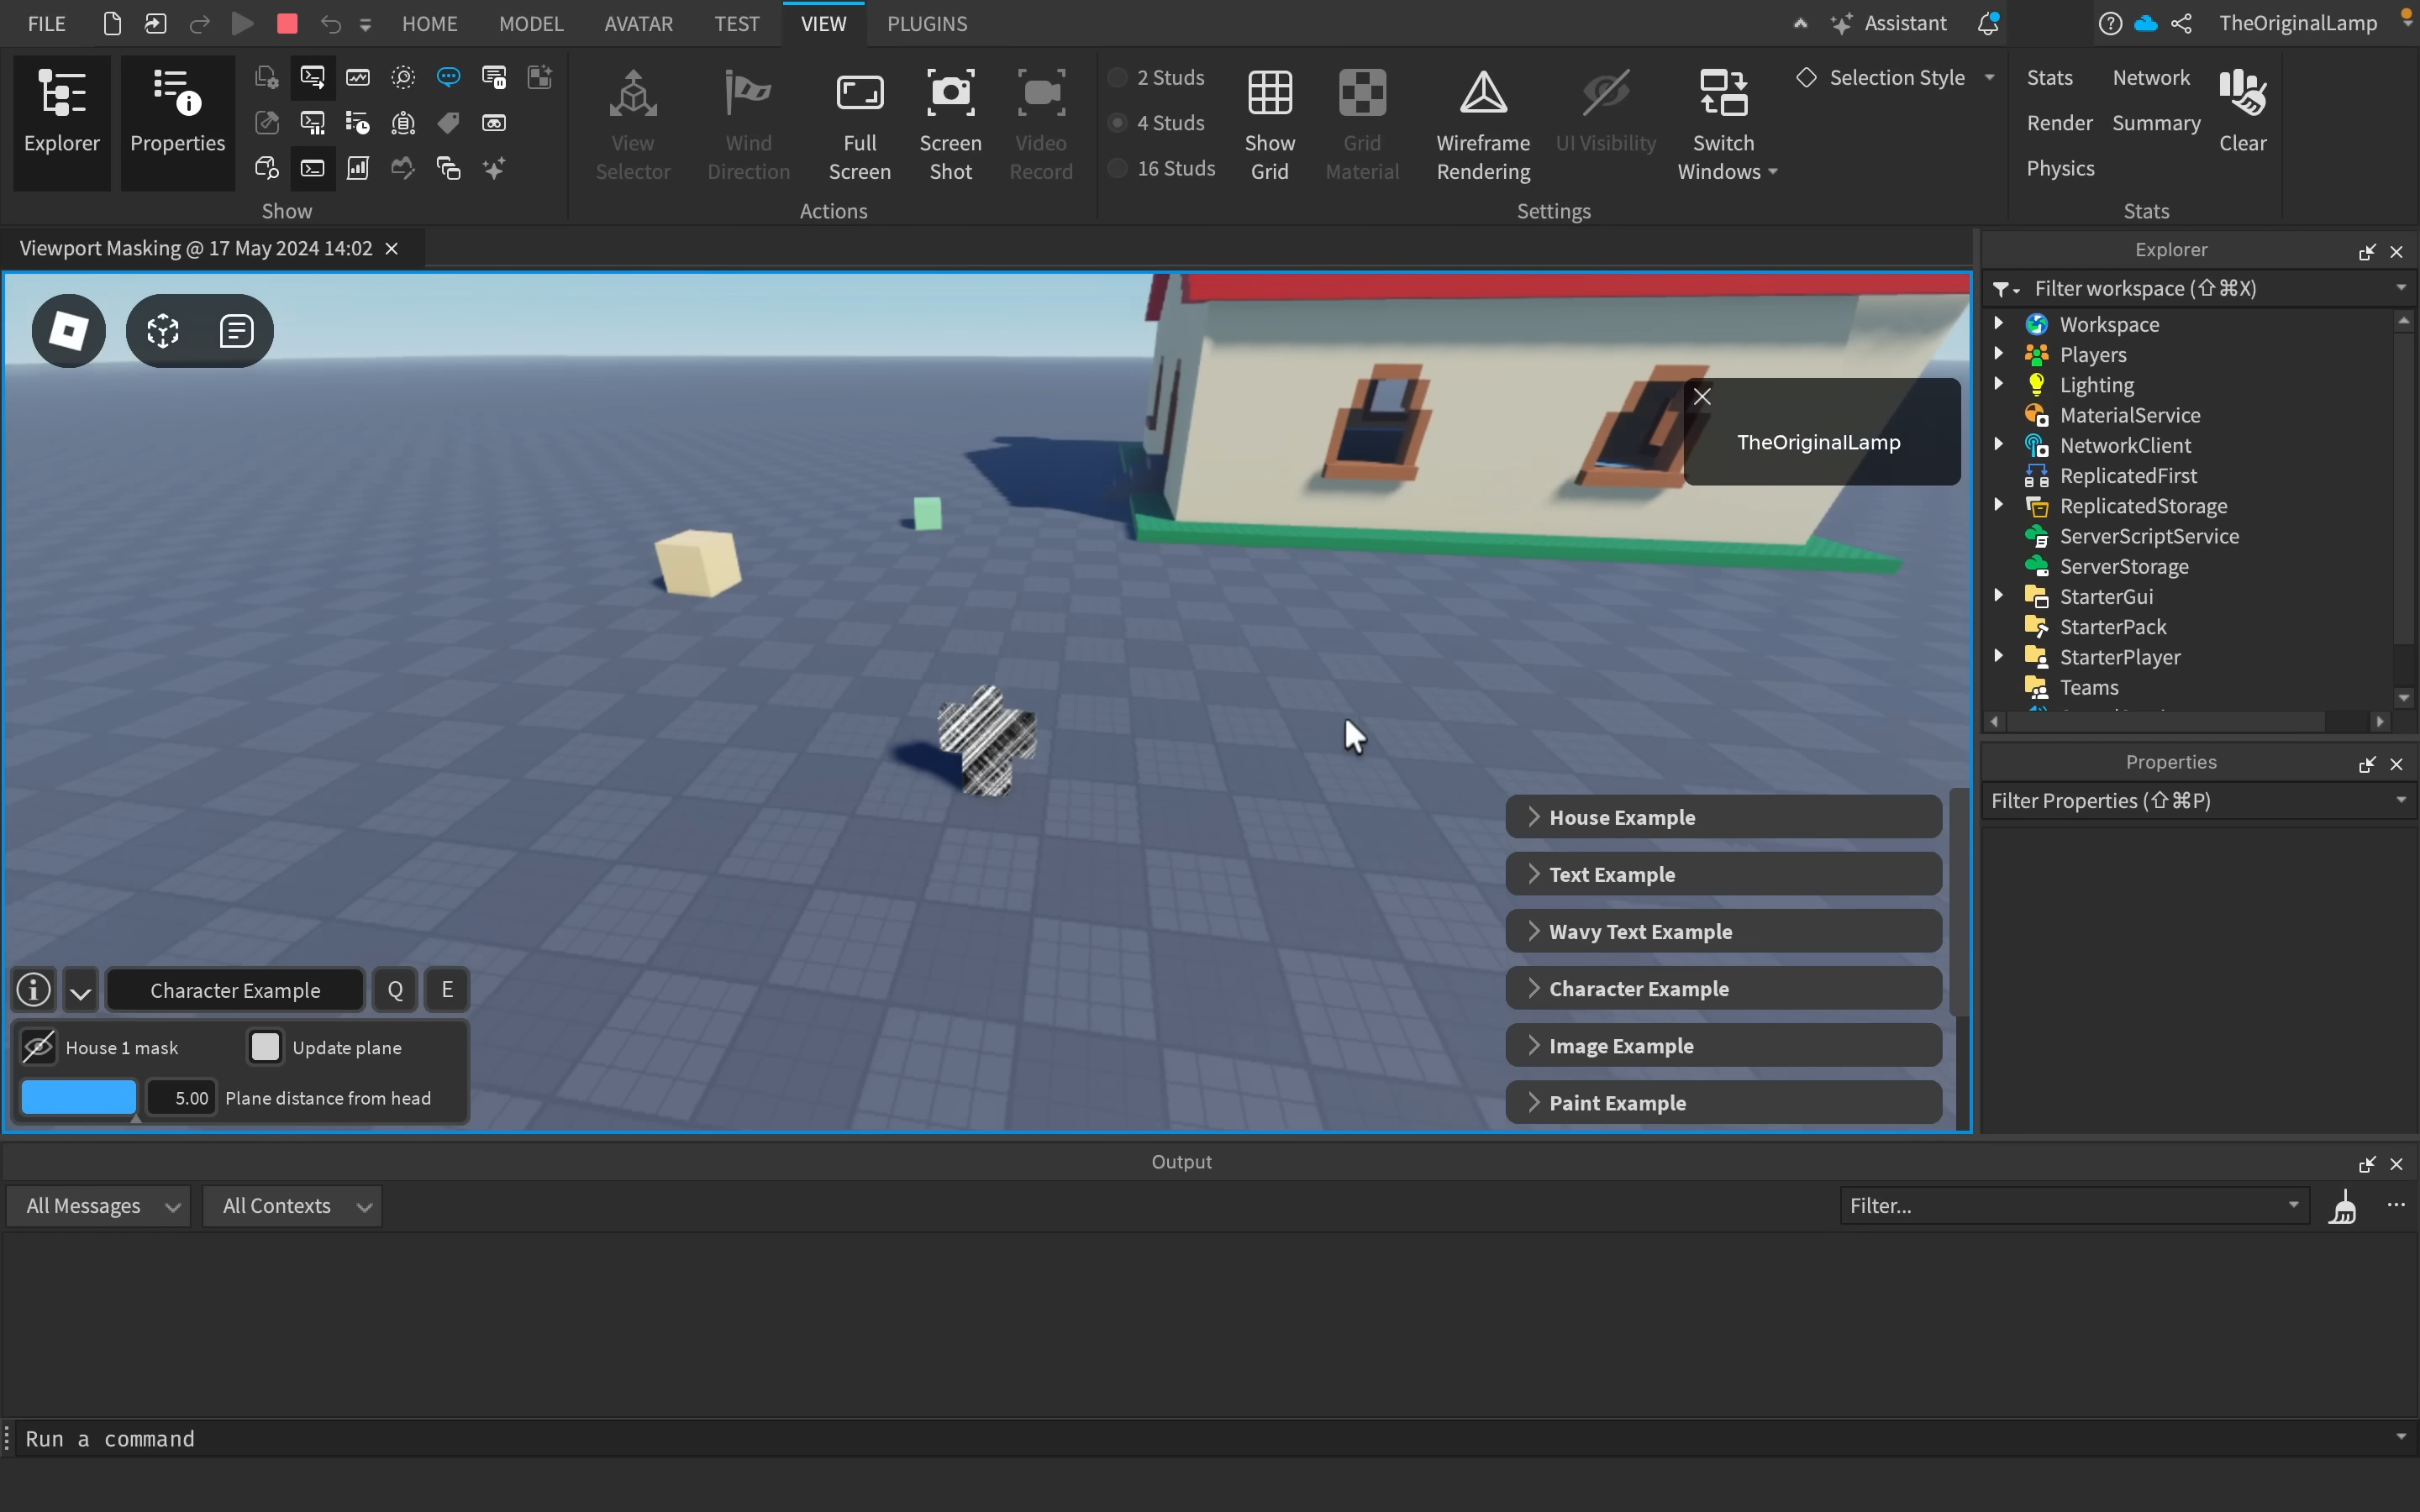 FILE HOME MODEL AVATAR TEST VIEW PLUGINS Assistant TheOriginalLamp
Explorer
Properties
Show
View
Selector
Wind
Direction
Full
Screen
Screen
Shot
Video
Record
Actions
2 Studs
4 Studs
16 Studs
Show
Grid
Grid
Material
Wireframe
Rendering
UI Visibility
Switch
Windows
Selection Style
Settings
Stats Network
Render Summary
Physics
Clear
Stats
Viewport Masking @ 17 May 2024 14:02
TheOriginalLamp
House Example
Text Example
Wavy Text Example
Character Example
Image Example
Paint Example
Character Example Q E
House 1 mask Update plane
5.00 Plane distance from head
Explorer
Filter workspace (⇧⌘X)
Workspace
Players
Lighting
MaterialService
NetworkClient
ReplicatedFirst
ReplicatedStorage
ServerScriptService
ServerStorage
StarterGui
StarterPack
StarterPlayer
Teams
Properties
Filter Properties (⇧⌘P)
Output
All Messages All Contexts Filter...
Run a command